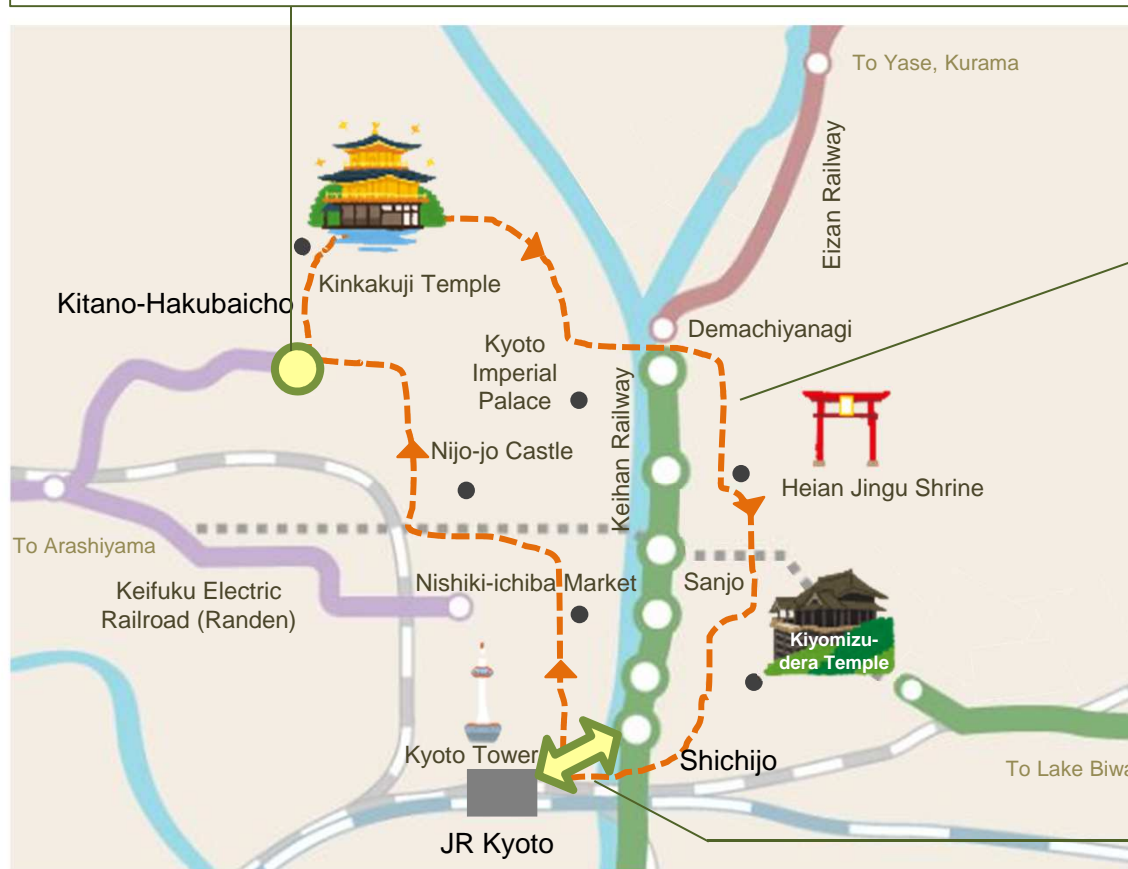 To Yase, Kurama
Eizan Railway
Kinkakuji Temple
Kitano-Hakubaicho
Demachiyanagi
Kyoto
Imperial
Palace
Keihan Railway
Nijo-jo Castle
Heian Jingu Shrine
To Arashiyama
Keifuku Electric
Railroad (Randen)
Nishiki-ichiba Market
Sanjo
Kiyomizu-
dera Temple
Kyoto Tower
Shichijo
To Lake Biwa
JR Kyoto